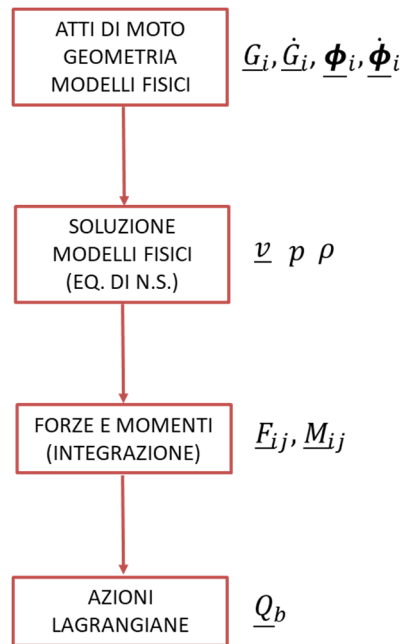 ATTI DI MOTO
GEOMETRIA
MODELLI FISICI
G_i, Ġ_i, ϕ_i, ϕ̇_i
SOLUZIONE
MODELLI FISICI
(EQ. DI N.S.)
v p ρ
FORZE E MOMENTI
(INTEGRAZIONE)
F_ij, M_ij
AZIONI
LAGRANGIANE
Q_b